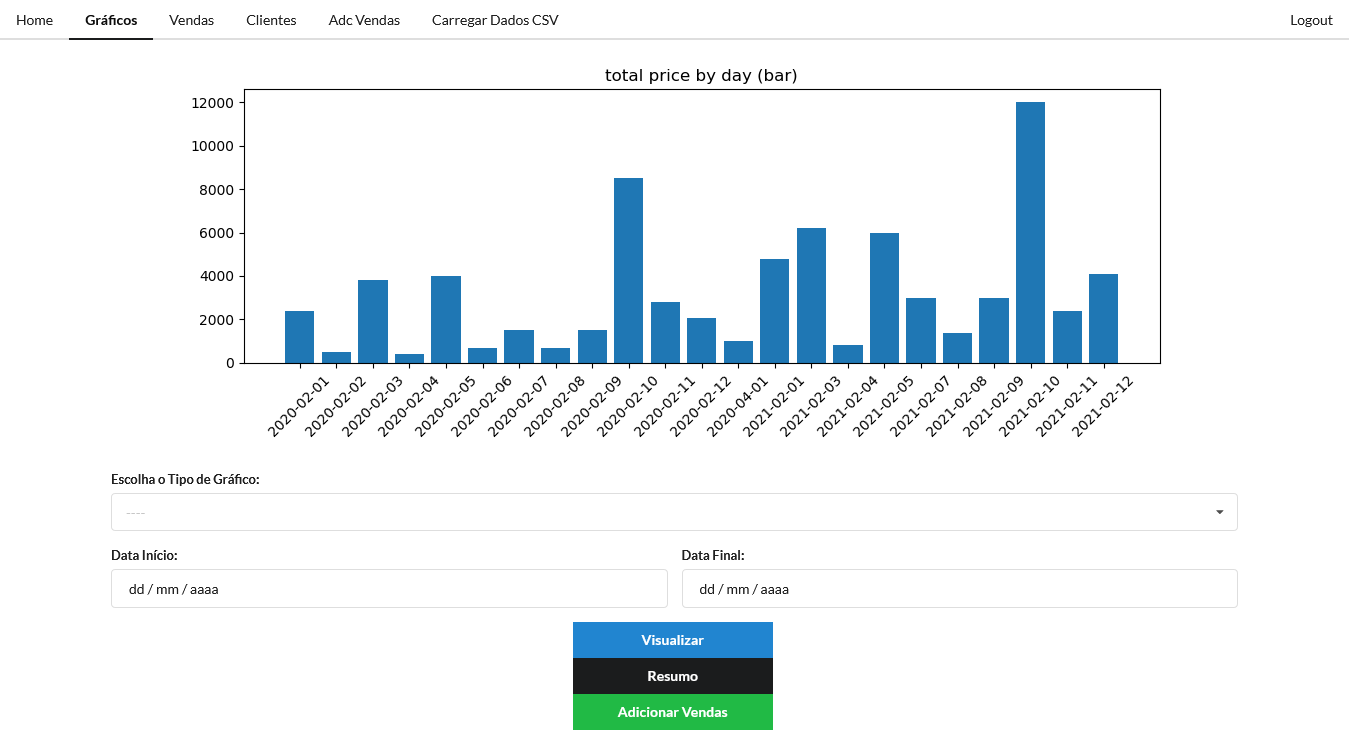 Home Gráficos Vendas Clientes Adc Vendas Carregar Dados CSV Logout
total price by day (bar)
12000
10000
8000
6000
4000
2000
0
2020-02-01 2020-02-02 2020-02-03 2020-02-04 2020-02-05 2020-02-06 2020-02-07 2020-02-08 2020-02-09 2020-02-10 2020-02-11 2020-02-12 2020-04-01 2021-02-01 2021-02-03 2021-02-04 2021-02-05 2021-02-07 2021-02-08 2021-02-09 2021-02-10 2021-02-11 2021-02-12
Escolha o Tipo de Gráfico:
----
Data Início: Data Final:
dd / mm / aaaa dd / mm / aaaa
Visualizar
Resumo
Adicionar Vendas